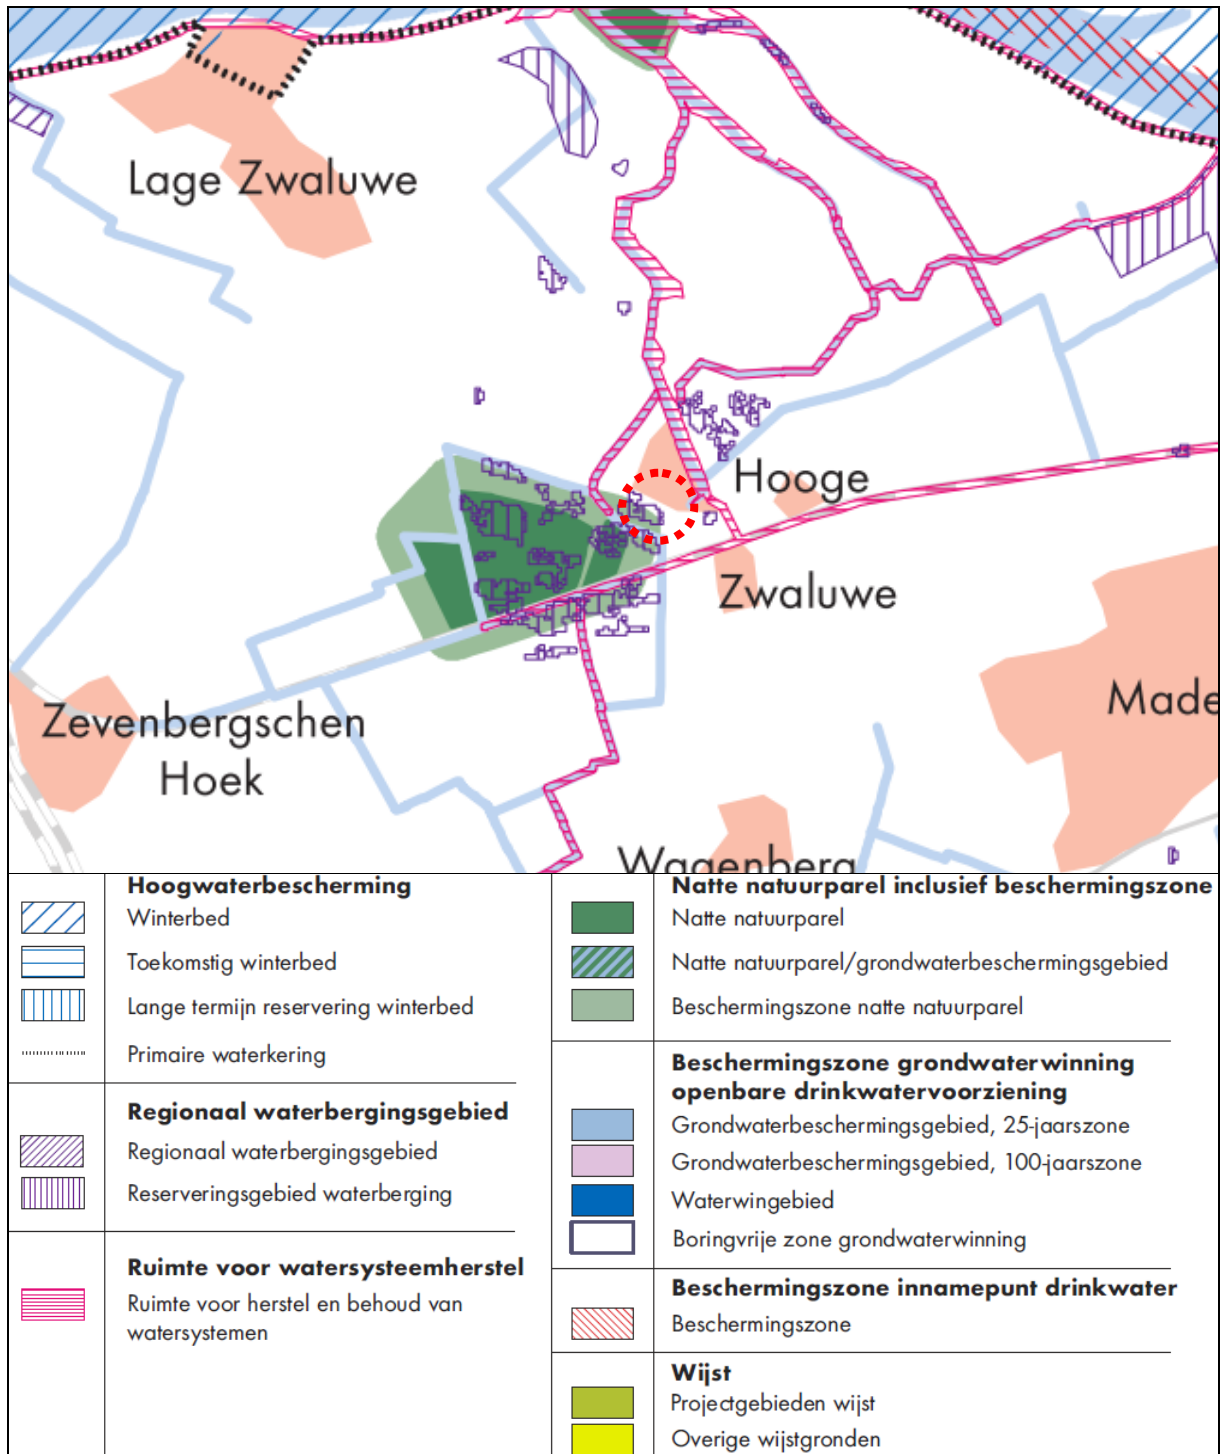 Lage Zwaluwe
Hooge
Zwaluwe
Made
Zevenbergschen
Hoek
Wagenberg
Hoogwaterbescherming
Winterbed
Toekomstig winterbed
Lange termijn reservering winterbed
Primaire waterkering
Regionaal waterbergingsgebied
Regionaal waterbergingsgebied
Reserveringsgebied waterberging
Ruimte voor watersysteemherstel
Ruimte voor herstel en behoud van
watersystemen
Natte natuurparel inclusief beschermingszone
Natte natuurparel
Natte natuurparel/grondwaterbeschermingsgebied
Beschermingszone natte natuurparel
Beschermingszone grondwaterwinning
openbare drinkwatervoorziening
Grondwaterbeschermingsgebied, 25-jaarszone
Grondwaterbeschermingsgebied, 100-jaarszone
Waterwingebied
Boringvrije zone grondwaterwinning
Beschermingszone innamepunt drinkwater
Beschermingszone
Wijst
Projectgebieden wijst
Overige wijstgronden